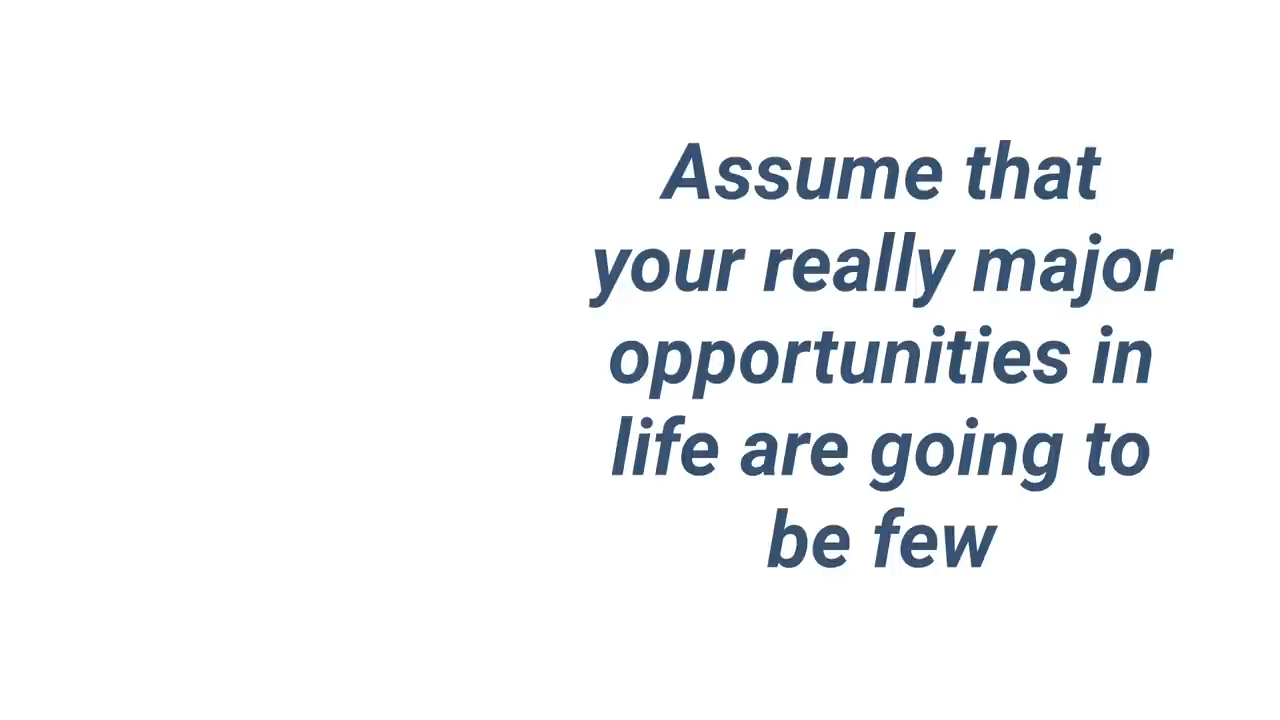 Assume that
your really major
opportunities in
life are going to
be few